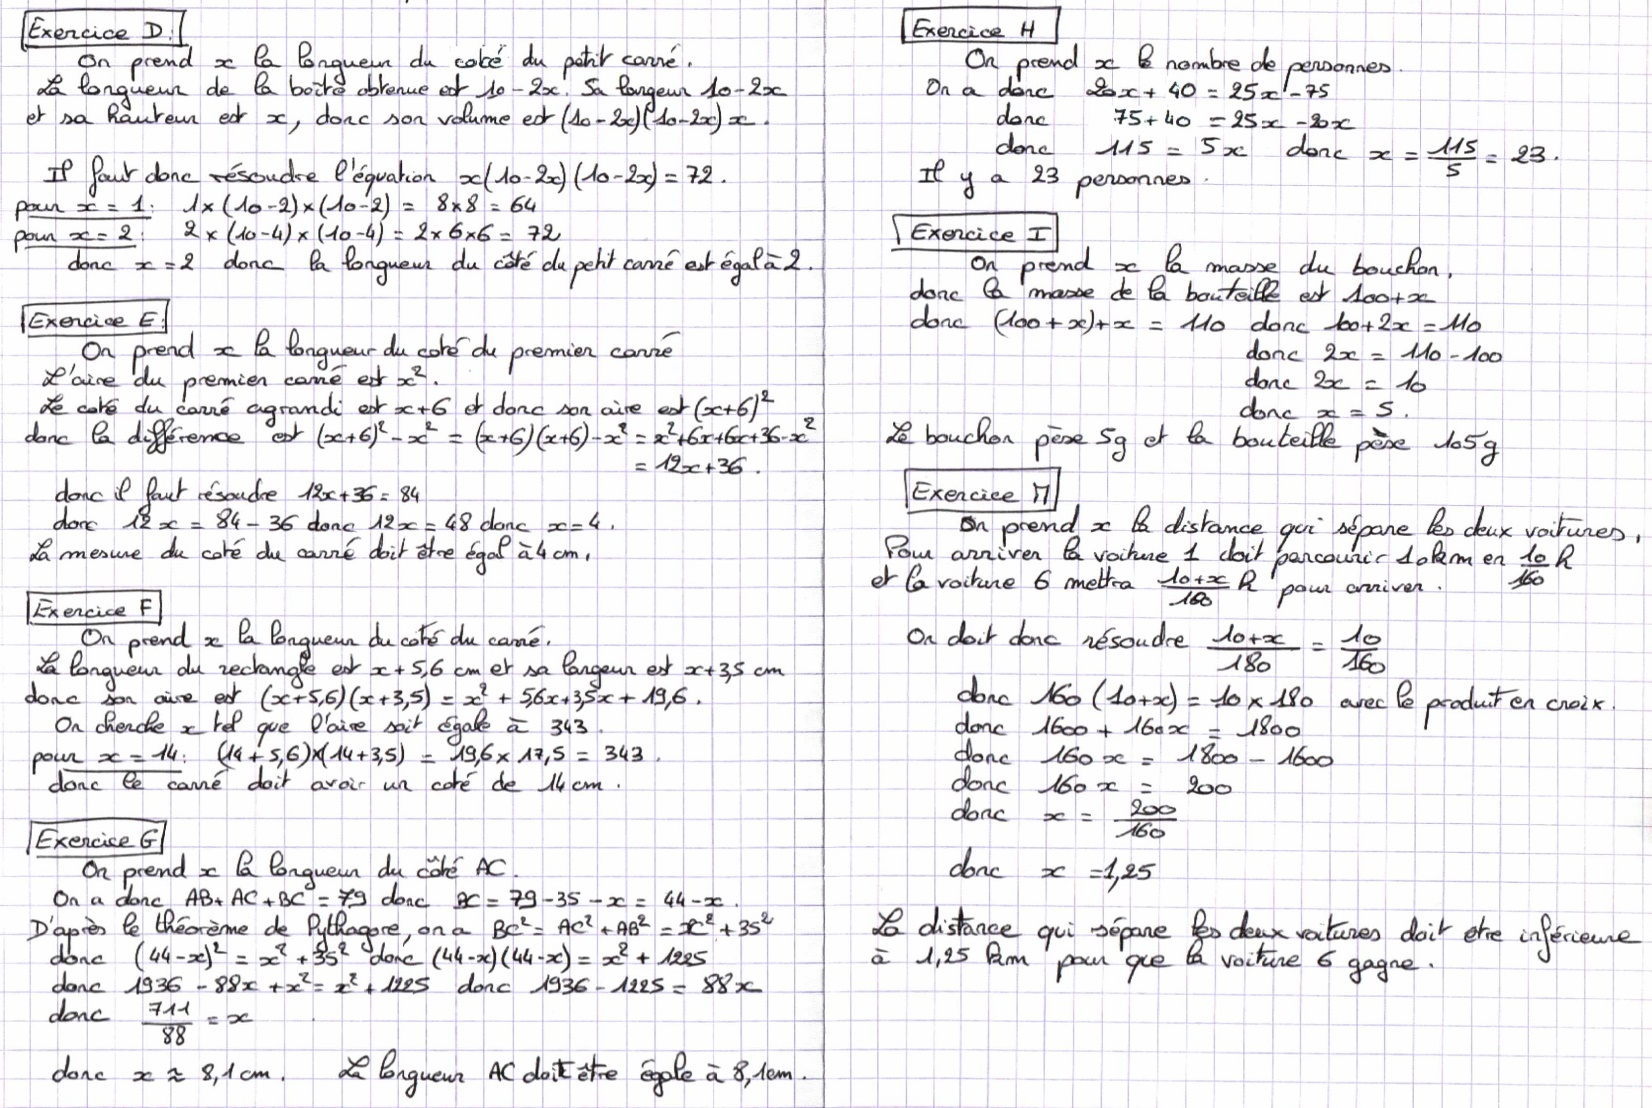 Exercice D:
On prend x la longueur du coté du petit carré.
La longueur de la boîte obtenue est 10-2x. Sa largeur 10-2x
et sa hauteur est x, donc son volume est (10-2x)(10-2x)x.
Il faut donc résoudre l'équation x(10-2x)(10-2x)=72.
pour x=1: 1×(10-2)×(10-2) = 8×8 = 64
pour x=2: 2×(10-4)×(10-4) = 2×6×6 = 72
donc x=2 donc la longueur du côté du petit carré est égal à 2.
Exercice E:
On prend x la longueur du coté du premier carré
L'aire du premier carré est x².
Le coté du carré agrandi est x+6 et donc son aire est (x+6)²
donc la différence est (x+6)²-x² = (x+6)(x+6)-x² = x²+6x+6x+36-x²
= 12x+36.
donc il faut résoudre 12x+36=84
donc 12x = 84-36 donc 12x=48 donc x=4.
La mesure du coté du carré doit être égal à 4 cm.
Exercice F
On prend x la longueur du coté du carré.
La longueur du rectangle est x+5,6 cm et sa largeur est x+3,5 cm
donc son aire est (x+5,6)(x+3,5) = x² + 5,6x+3,5x + 19,6.
On cherche x tel que l'aire soit égale à 343.
pour x=14: (14+5,6)×(14+3,5) = 19,6×17,5 = 343.
donc le carré doit avoir un coté de 14cm.
Exercice G
On prend x la longueur du côté AC.
On a donc AB+AC+BC=79 donc BC=79-35-x = 44-x.
D'après le théorème de Pythagore, on a BC²=AC²+AB² = x²+35²
donc (44-x)² = x²+35² donc (44-x)(44-x) = x²+1225
donc 1936-88x+x²=x²+1225 donc 1936-1225=88x
donc 711/88 = x
donc x ≈ 8,1cm. La longueur AC doit être égale à 8,1cm.
Exercice H
On prend x le nombre de personnes.
On a donc 20x+40 = 25x-75
donc 75+40 = 25x-20x
donc 115 = 5x donc x = 115/5 = 23.
Il y a 23 personnes.
Exercice I
On prend x la masse du bouchon,
donc la masse de la bouteille est 100+x
donc (100+x)+x = 110 donc 100+2x=110
donc 2x = 110-100
donc 2x = 10
donc x=5.
Le bouchon pèse 5g et la bouteille pèse 105g
Exercice M
On prend x la distance qui sépare les deux voitures,
Pour arriver la voiture 1 doit parcourir 10km en 10/160 h
et la voiture 6 mettra 10+x/180 h pour arriver.
On doit donc résoudre 10+x/180 = 10/160
donc 160(10+x) = 10×180 avec le produit en croix.
donc 1600+160x = 1800
donc 160x = 1800-1600
donc 160x = 200
donc x = 200/160
donc x =1,25
La distance qui sépare les deux voitures doit etre inférieure
à 1,25 km pour que la voiture 6 gagne.